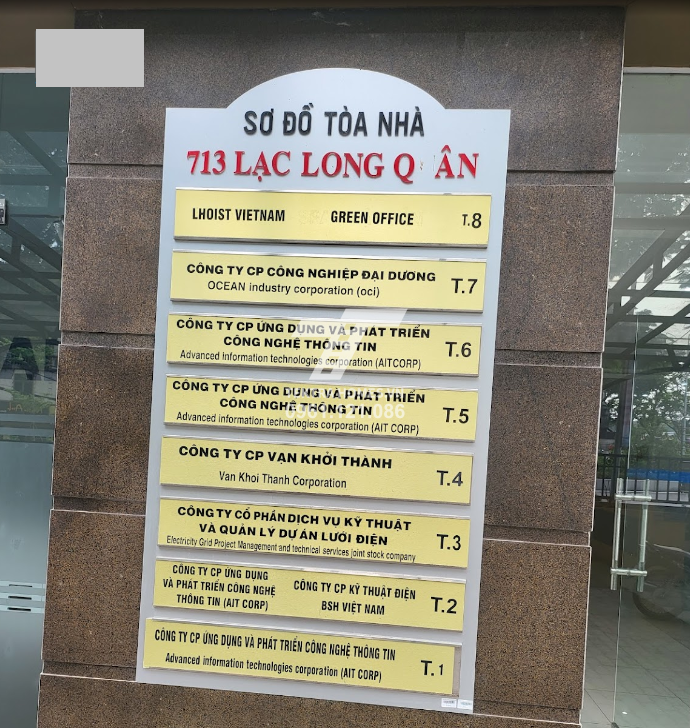 SƠ ĐỒ TÒA NHÀ
713 LẠC LONG Q ÂN
LHOIST VIETNAM GREEN OFFICE T.8
CÔNG TY CP CÔNG NGHIỆP ĐẠI DƯƠNG
OCEAN industry corporation (oci) T.7
CÔNG TY CP ỨNG DỤNG VÀ PHÁT TRIỂN
CÔNG NGHỆ THÔNG TIN
Advanced Information technologies corporation (AITCORP) T.6
CÔNG TY CP ỨNG DỤNG VÀ PHÁT TRIỂN
CÔNG NGHỆ THÔNG TIN
Advanced information technologies corporation (AIT CORP) T.5
CÔNG TY CP VẠN KHỞI THÀNH
Van Khoi Thanh Corporation T.4
CÔNG TY CỔ PHẦN DỊCH VỤ KỸ THUẬT
VÀ QUẢN LÝ DỰ ÁN LƯỚI ĐIỆN
Electricity Grid Project Management and technical services joint stock company T.3
CÔNG TY CP ỨNG DỤNG
VÀ PHÁT TRIỂN CÔNG NGHỆ
THÔNG TIN (AIT CORP)
CÔNG TY CP KỸ THUẬT ĐIỆN
BSH VIỆT NAM T.2
CÔNG TY CP ỨNG DỤNG VÀ PHÁT TRIỂN CÔNG NGHỆ THÔNG TIN
Advanced information technologies corporation (AIT CORP) T.1